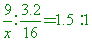 9/x : 3.2/16 = 1.5 : 1